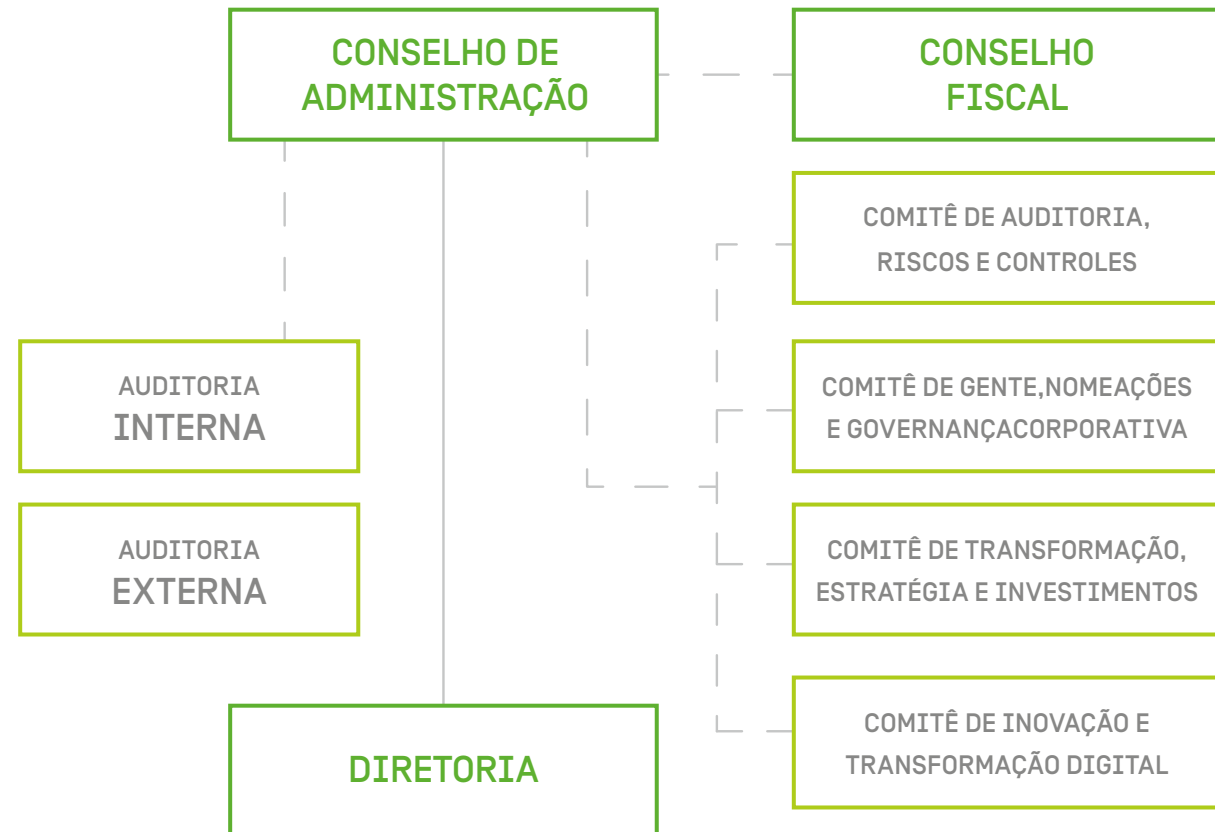 CONSELHO DE
ADMINISTRAÇÃO
CONSELHO
FISCAL
COMITÊ DE AUDITORIA,
RISCOS E CONTROLES
AUDITORIA
INTERNA
COMITÊ DE GENTE,NOMEAÇÕES
E GOVERNANÇACORPORATIVA
AUDITORIA
EXTERNA
COMITÊ DE TRANSFORMAÇÃO,
ESTRATÉGIA E INVESTIMENTOS
DIRETORIA
COMITÊ DE INOVAÇÃO E
TRANSFORMAÇÃO DIGITAL